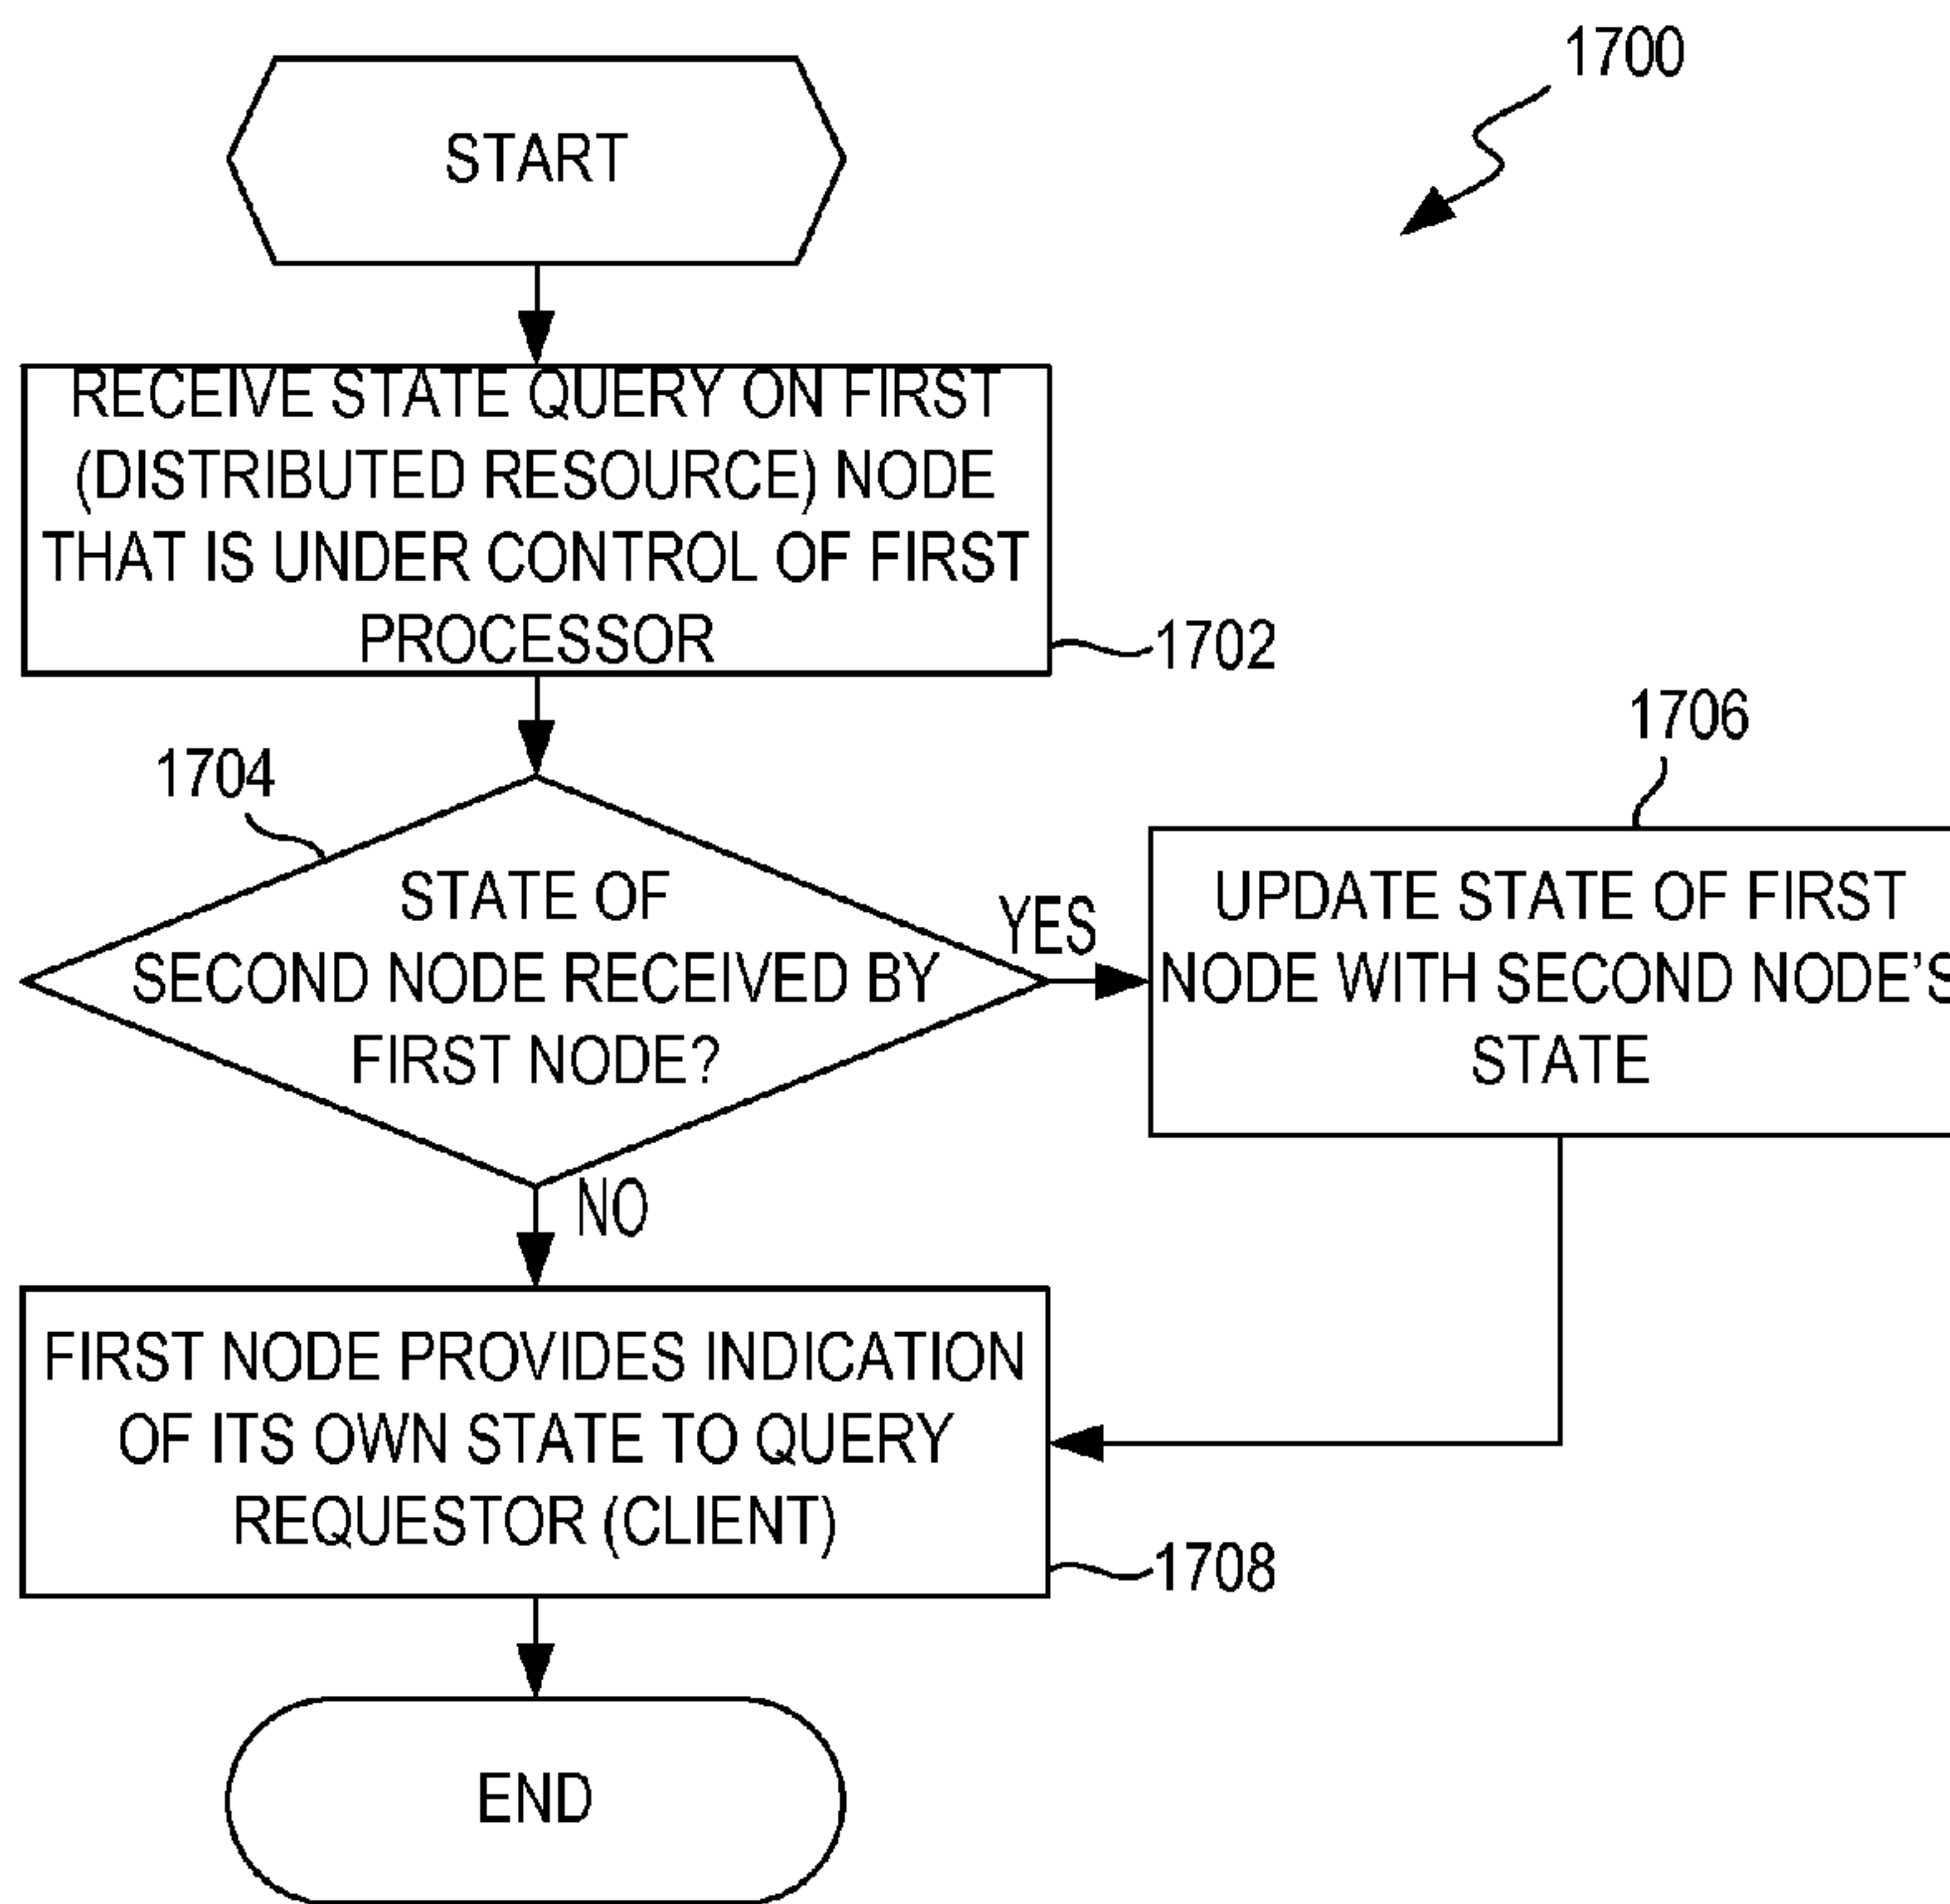 1700
START
RECEIVE STATE QUERY ON FIRST
(DISTRIBUTED RESOURCE) NODE
THAT IS UNDER CONTROL OF FIRST
PROCESSOR
1702
1704
STATE OF
SECOND NODE RECEIVED BY
FIRST NODE?
YES
NO
1706
UPDATE STATE OF FIRST
NODE WITH SECOND NODE'S
STATE
FIRST NODE PROVIDES INDICATION
OF ITS OWN STATE TO QUERY
REQUESTOR (CLIENT)
1708
END